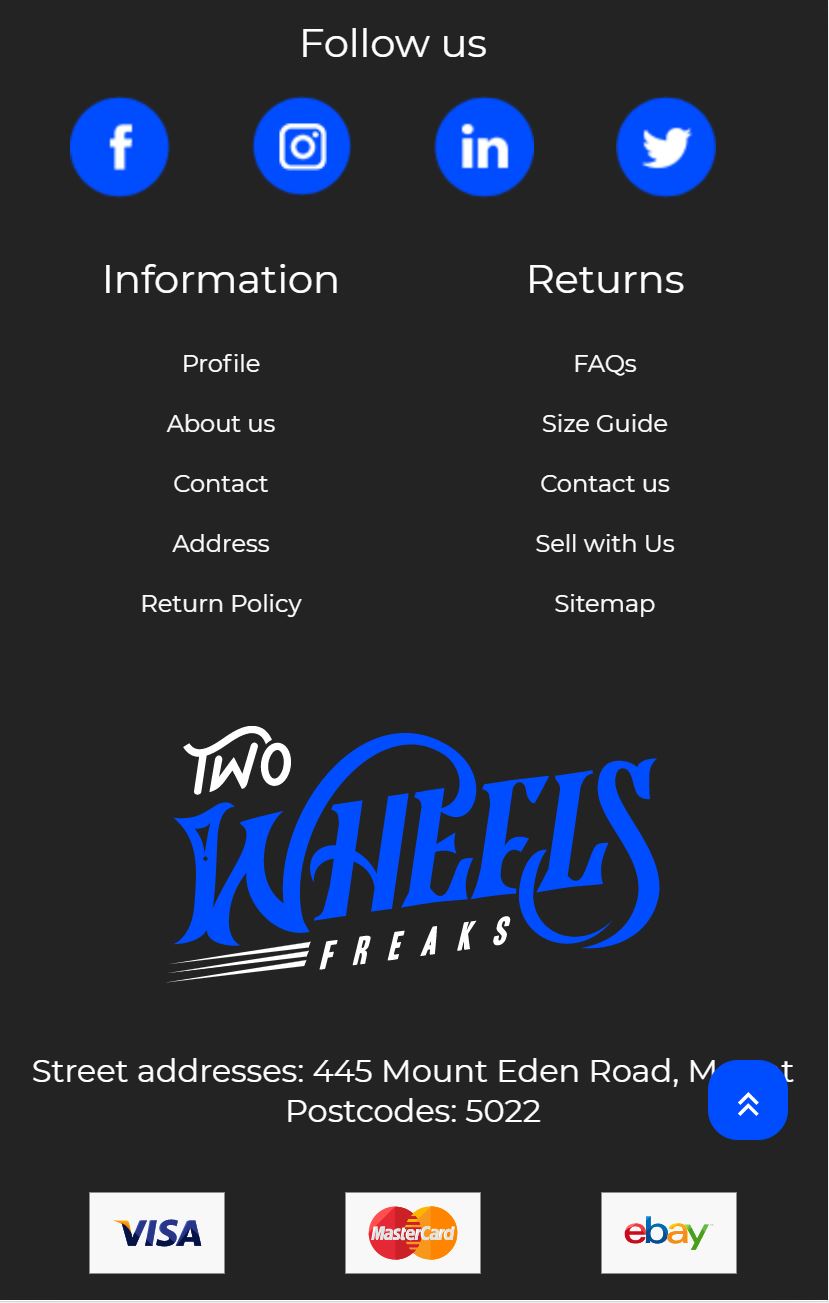 Follow us
f
in
Information
Returns
Profile
FAQs
About us
Size Guide
Contact
Contact us
Address
Sell with Us
Return Policy
Sitemap
TWO
WHEELS
FREAKS
Street addresses: 445 Mount Eden Road,
Postcodes: 5022
VISA
MasterCard
ebay